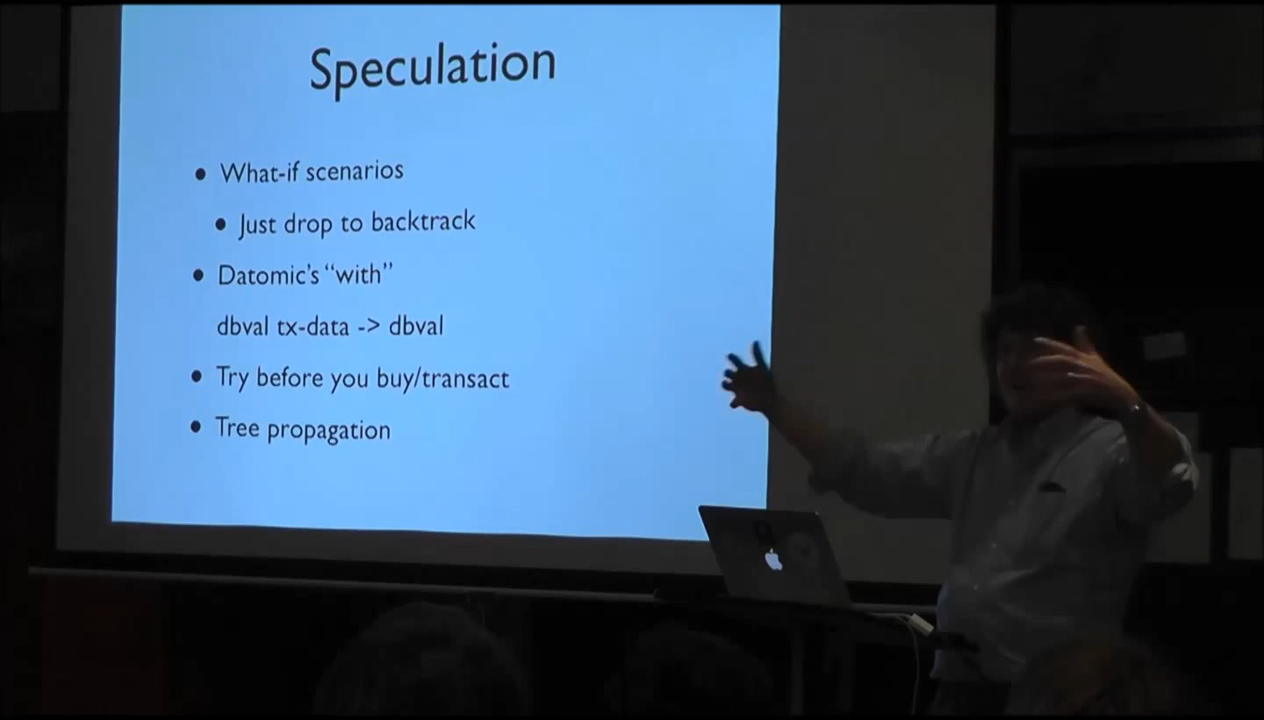 Speculation
• What-if scenarios
• Just drop to backtrack
• Datomic's “with”
dbval tx-data -> dbval
• Try before you buy/transact
• Tree propagation